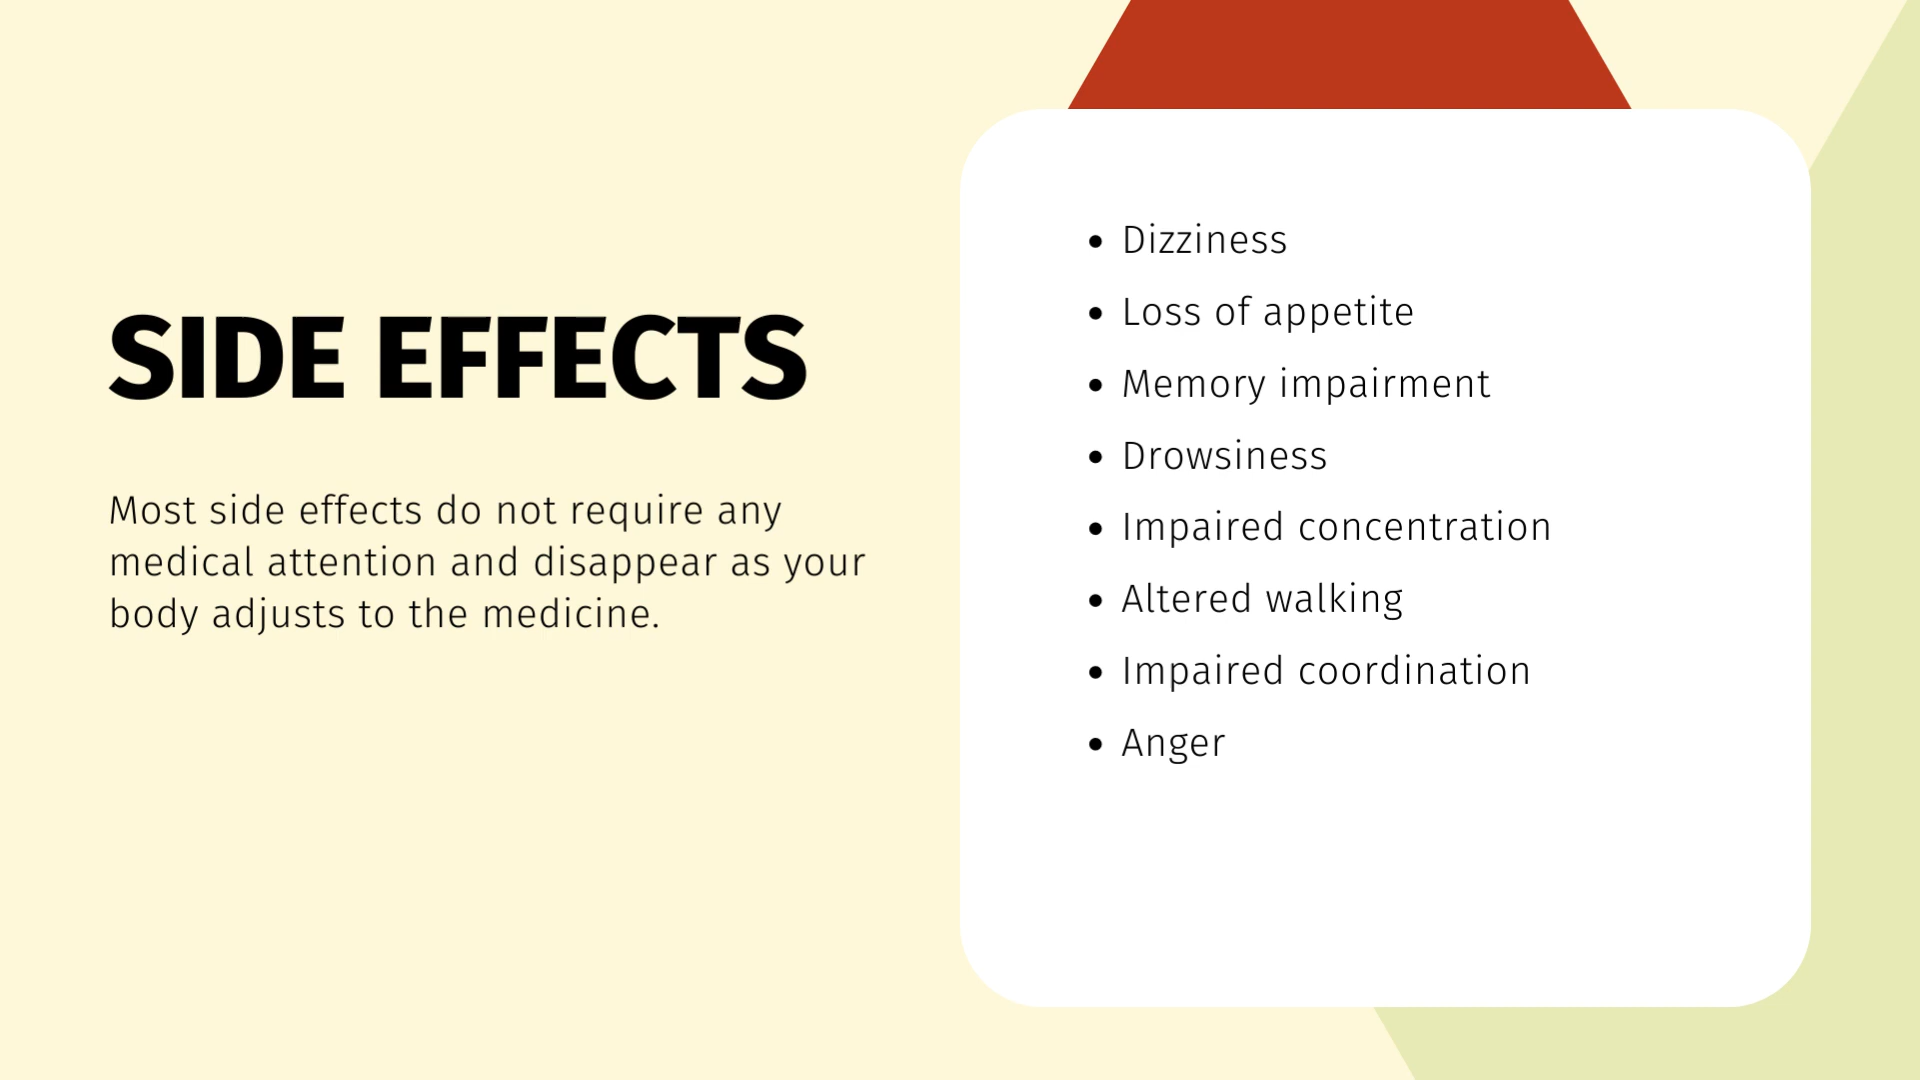 SIDE EFFECTS
Most side effects do not require any
medical attention and disappear as your
body adjusts to the medicine.
• Dizziness
• Loss of appetite
• Memory impairment
• Drowsiness
• Impaired concentration
• Altered walking
• Impaired coordination
• Anger